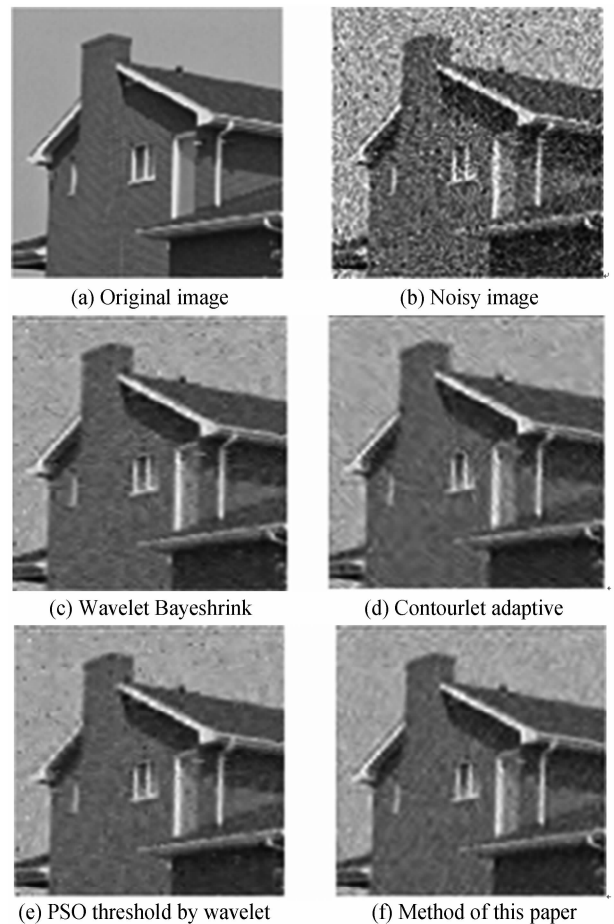 (a) Original image
(b) Noisy image
(c) Wavelet Bayeshrink
(d) Contourlet adaptive
(e) PSO threshold by wavelet
(f) Method of this paper